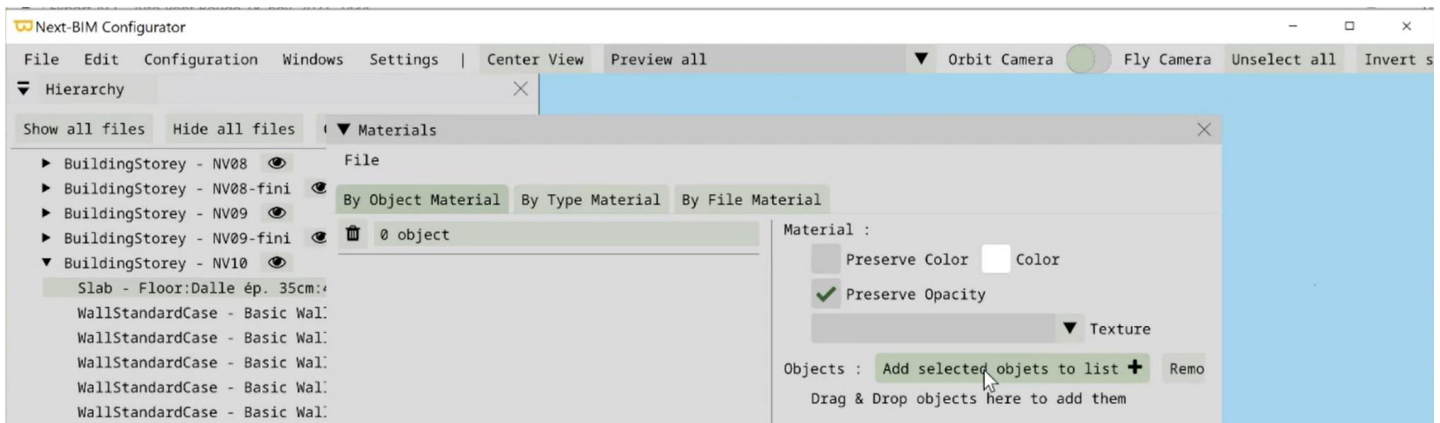 Next-BIM Configurator
File Edit Configuration Windows Settings | Center View Preview all Orbit Camera Fly Camera Unselect all Invert s
Hierarchy
Show all files Hide all files
BuildingStorey - NV08
BuildingStorey - NV08-fini
BuildingStorey - NV09
BuildingStorey - NV09-fini
BuildingStorey - NV10
Slab - Floor:Dalle ép. 35cm:
WallStandardCase - Basic Wal
WallStandardCase - Basic Wal
WallStandardCase - Basic Wal
WallStandardCase - Basic Wal
WallStandardCase - Basic Wal
Materials
File
By Object Material By Type Material By File Material
0 object
Material :
Preserve Color Color
Preserve Opacity
Texture
Objects : Add selected objets to list + Remo
Drag & Drop objects here to add them